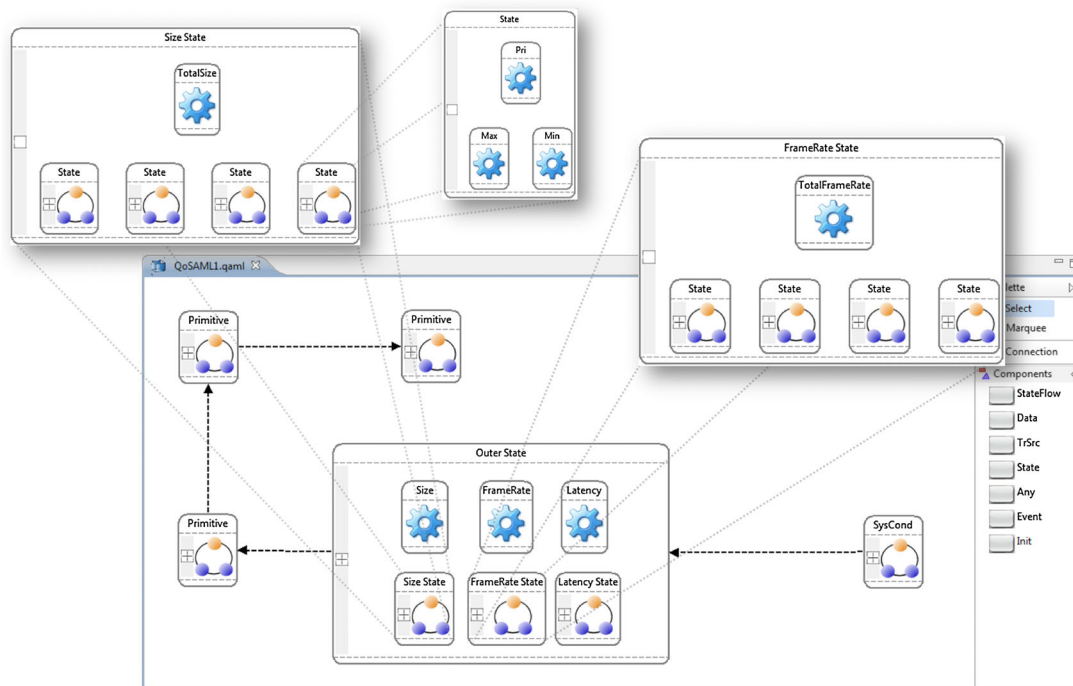 Size State
TotalSize
State
State
State
State
State
Pri
Max
Min
FrameRate State
TotalFrameRate
State
State
State
State
QoSAML1.qaml
Select
Marquee
Connection
Components
StateFlow
Data
TrSrc
State
Any
Event
Init
Primitive
Primitive
Primitive
Outer State
Size
FrameRate
Latency
Size State
FrameRate State
Latency State
SysCond